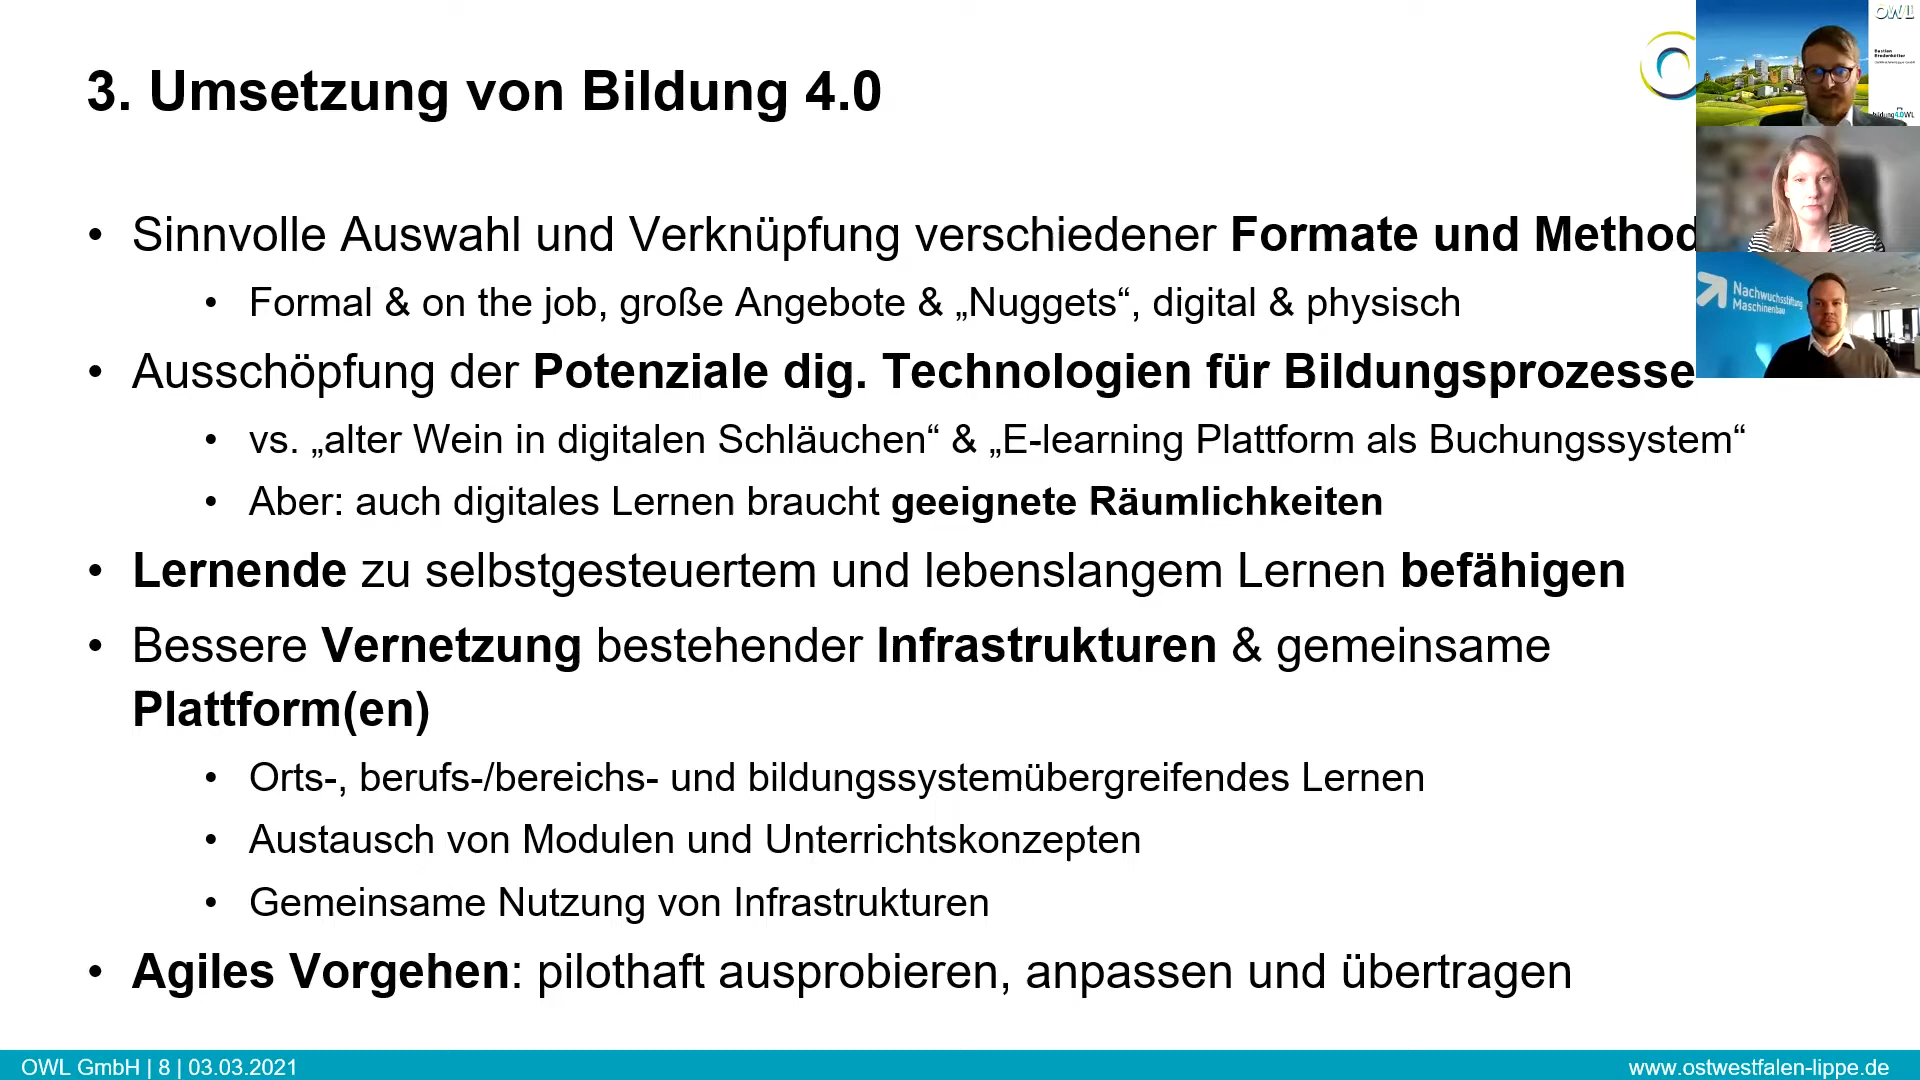 3. Umsetzung von Bildung 4.0
• Sinnvolle Auswahl und Verknüpfung verschiedener Formate und Method
• Formal & on the job, große Angebote & „Nuggets“, digital & physisch
• Ausschöpfung der Potenziale dig. Technologien für Bildungsprozesse
• vs. „alter Wein in digitalen Schläuchen“ & „E-learning Plattform als Buchungssystem“
• Aber: auch digitales Lernen braucht geeignete Räumlichkeiten
• Lernende zu selbstgesteuertem und lebenslangem Lernen befähigen
• Bessere Vernetzung bestehender Infrastrukturen & gemeinsame
Plattform(en)
• Orts-, berufs-/bereichs- und bildungssystemübergreifendes Lernen
• Austausch von Modulen und Unterrichtskonzepten
• Gemeinsame Nutzung von Infrastrukturen
• Agiles Vorgehen: pilothaft ausprobieren, anpassen und übertragen
OWL GmbH | 8 | 03.03.2021
www.ostwestfalen-lippe.de
OWL
bildung4.0WL
Nachwuchsstiftung
Maschinenbau